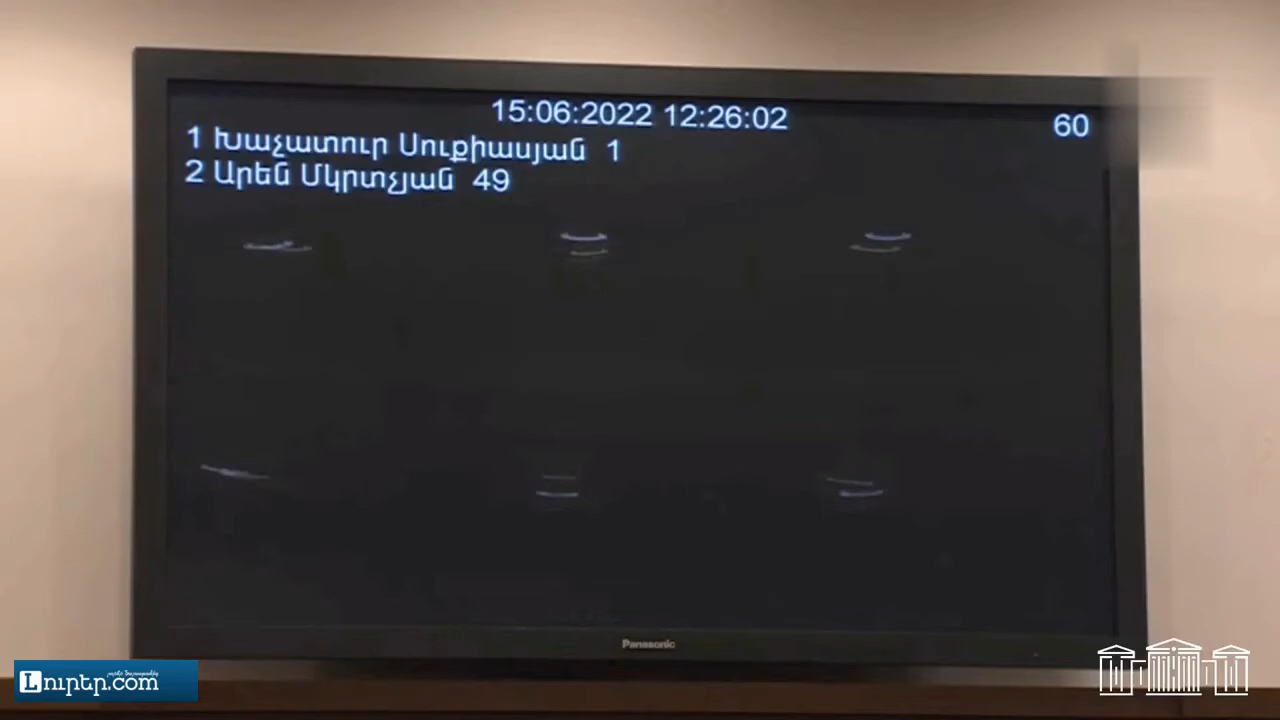 15:06:2022 12:26:02
60
1 Խաչատուր Սուքիասյան 1
2 Արեն Մկրտչյան 49
Panasonic
Լուրեր.com